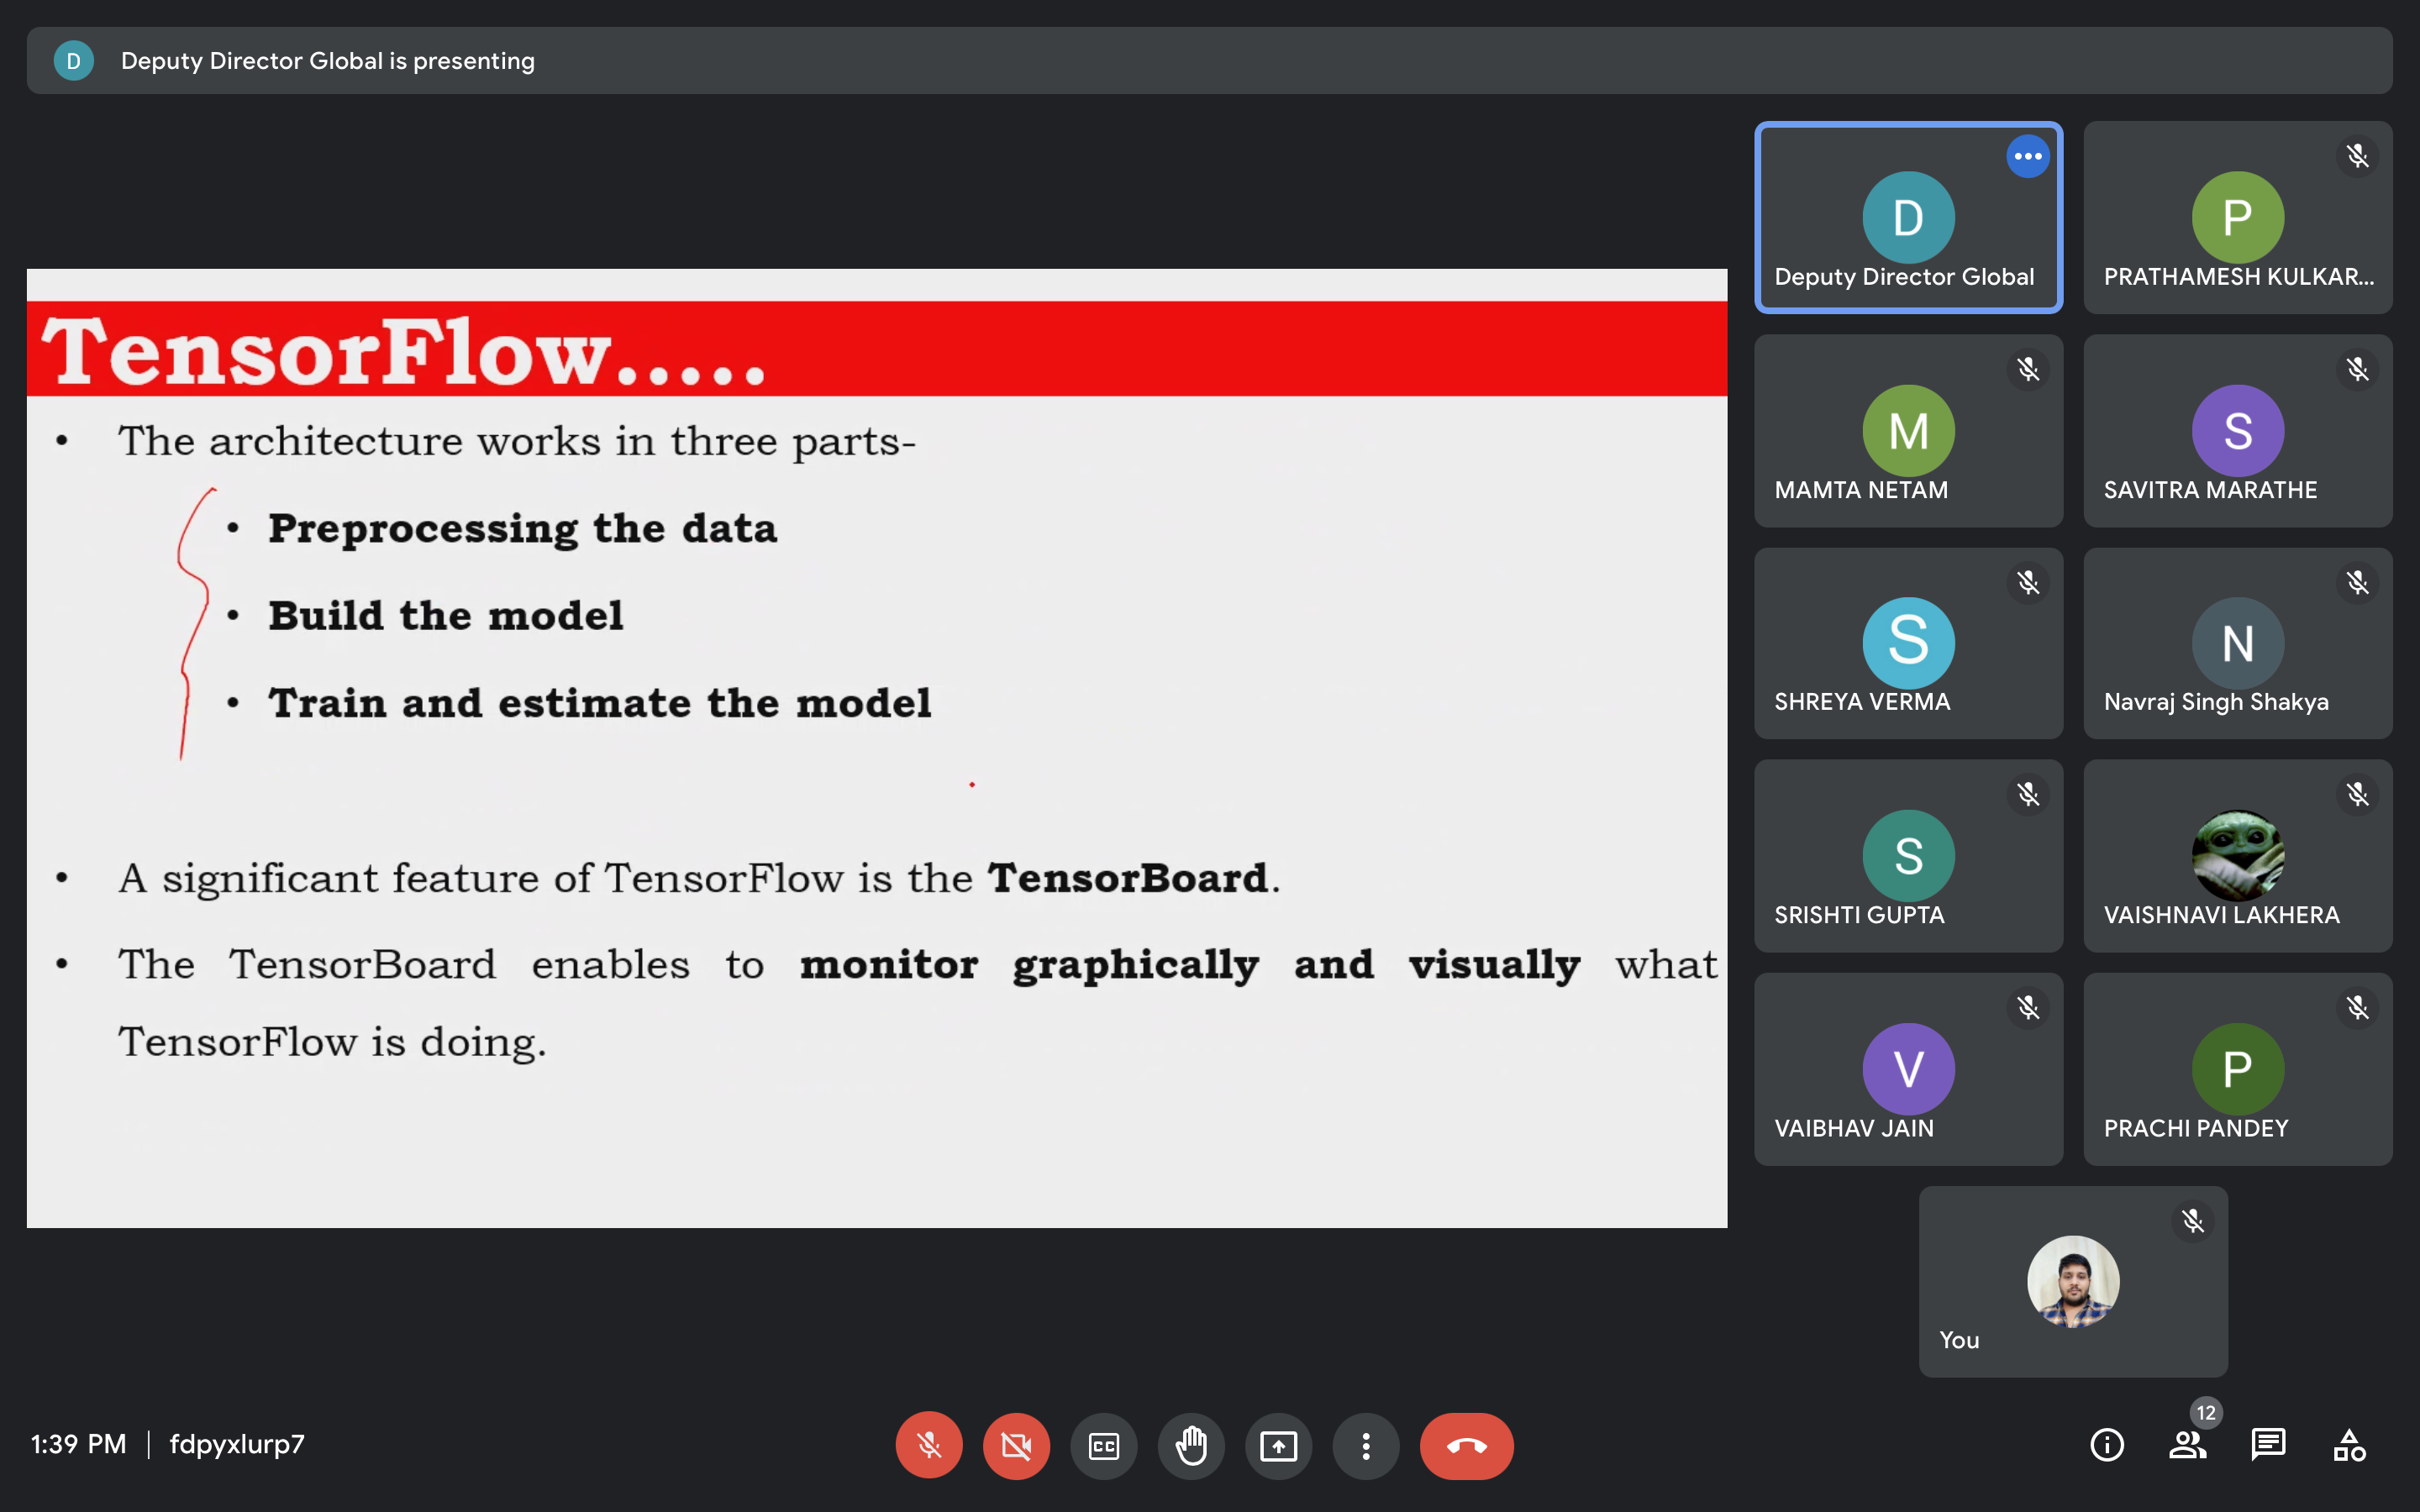 D Deputy Director Global is presenting
TensorFlow.....
• The architecture works in three parts-
• Preprocessing the data
• Build the model
• Train and estimate the model
• A significant feature of TensorFlow is the TensorBoard.
• The TensorBoard enables to monitor graphically and visually what
TensorFlow is doing.
D
Deputy Director Global
P
PRATHAMESH KULKAR...
M
MAMTA NETAM
S
SAVITRA MARATHE
S
SHREYA VERMA
N
Navraj Singh Shakya
S
SRISHTI GUPTA
VAISHNAVI LAKHERA
V
VAIBHAV JAIN
P
PRACHI PANDEY
You
1:39 PM | fdpyxlurp7
CC
12